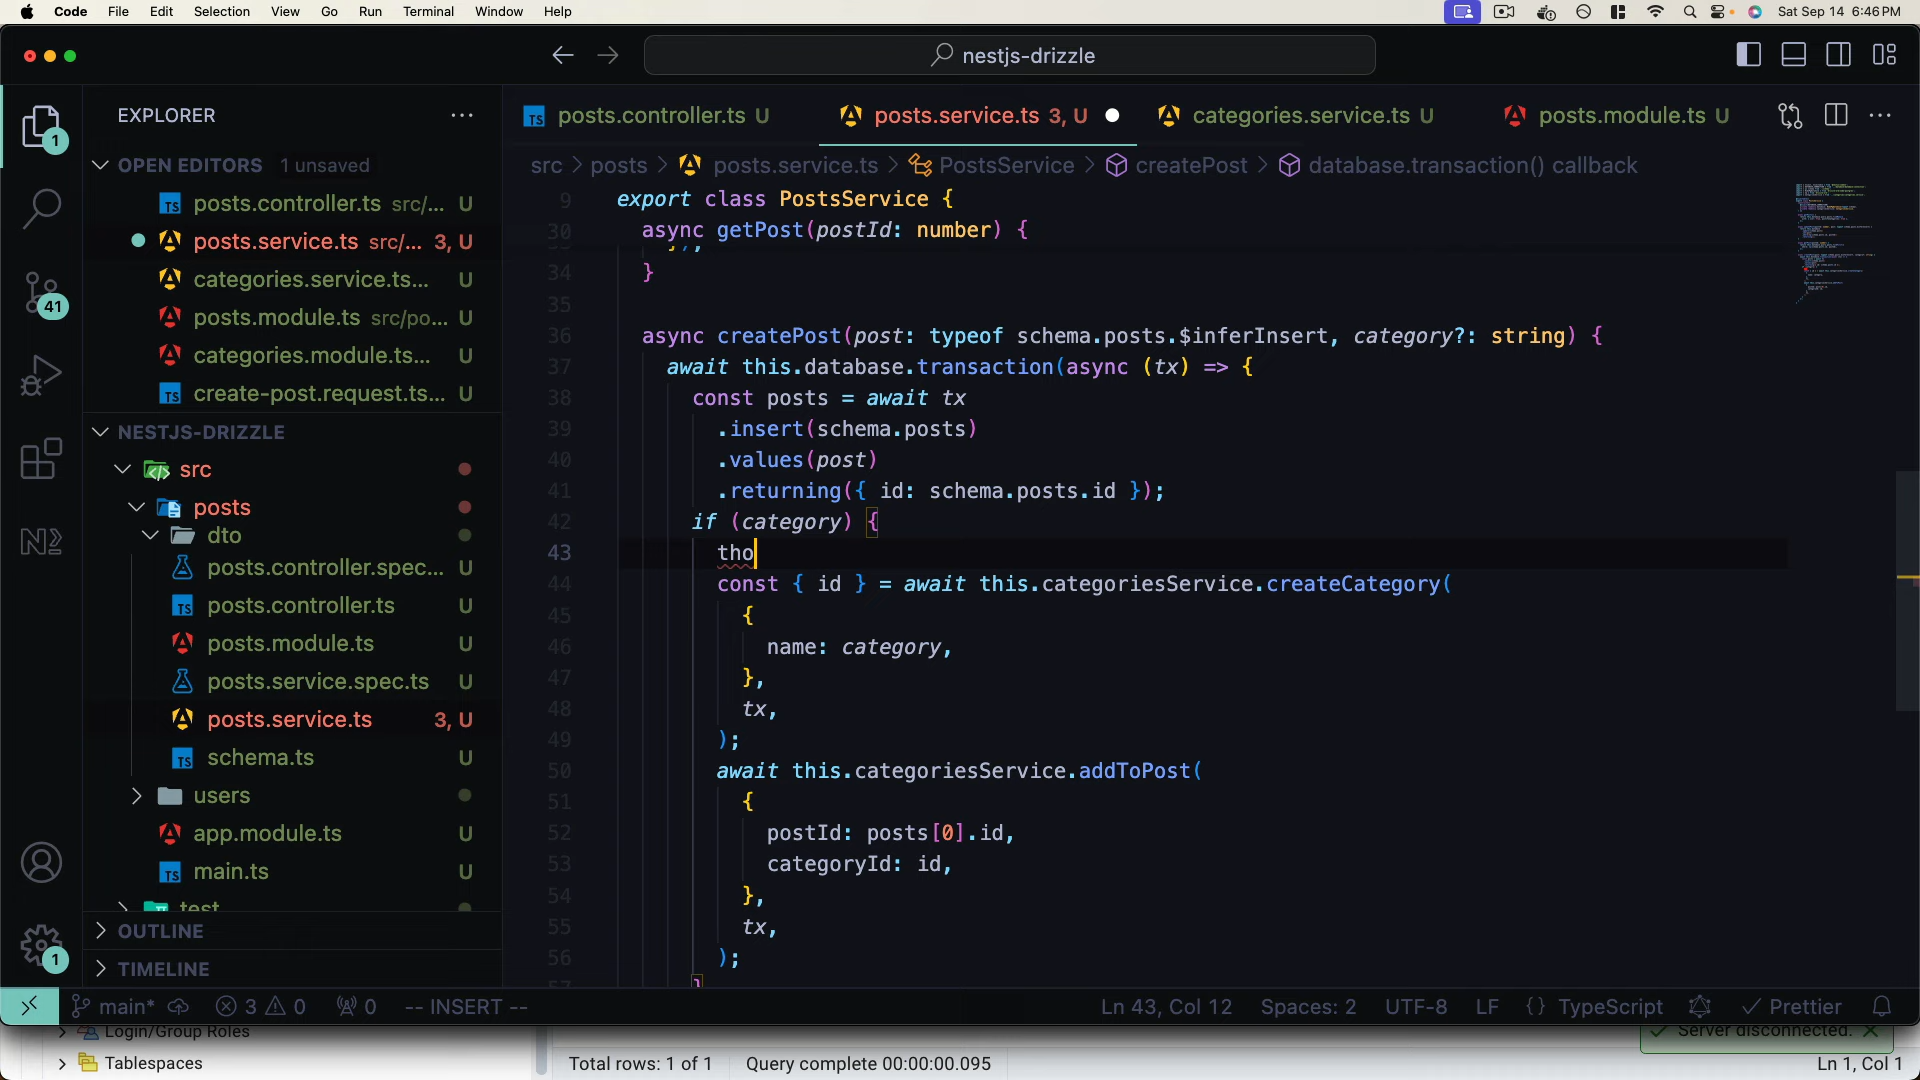 Code File Edit Selection View Go Run Terminal Window Help
Sat Sep 14 6:46 PM
nestjs-drizzle
EXPLORER
1
OPEN EDITORS 1 unsaved
posts.controller.ts src/... U
posts.service.ts src/... 3, U
categories.service.ts... U
posts.module.ts src/po... U
categories.module.ts... U
create-post.request.ts... U
41
NESTJS-DRIZZLE
src
posts
dto
posts.controller.spec... U
posts.controller.ts U
posts.module.ts U
posts.service.spec.ts U
posts.service.ts 3, U
schema.ts U
users
app.module.ts U
main.ts U
test
OUTLINE
TIMELINE
1
posts.controller.ts U
posts.service.ts 3, U
categories.service.ts U
posts.module.ts U
src > posts > posts.service.ts > PostsService > createPost > database.transaction() callback
9 export class PostsService {
30 async getPost(postId: number) {
34 }
35
36 async createPost(post: typeof schema.posts.$inferInsert, category?: string) {
37 await this.database.transaction(async (tx) => {
38 const posts = await tx
39 .insert(schema.posts)
40 .values(post)
41 .returning({ id: schema.posts.id });
42 if (category) {
43 tho
44 const { id } = await this.categoriesService.createCategory(
45 {
46 name: category,
47 },
48 tx,
49 );
50 await this.categoriesService.addToPost(
51 {
52 postId: posts[0].id,
53 categoryId: id,
54 },
55 tx,
56 );
57 }
main* 3 0 0 -- INSERT -- Ln 43, Col 12 Spaces: 2 UTF-8 LF {} TypeScript Prettier
Login/Group Roles
Server disconnected.
Tablespaces
Total rows: 1 of 1 Query complete 00:00:00.095 Ln 1, Col 1